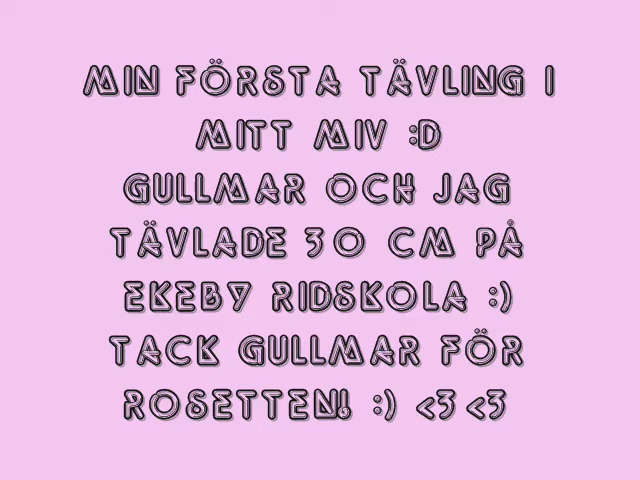 MIN FÖRSTA TÄVLING I
MITT MIV :D
GULLMAR OCH JAG
TÄVLADE 30 CM PÅ
EKEBY RIDSKOLA :)
TACK GULLMAR FÖR
ROSETTEN! :) <3 <3